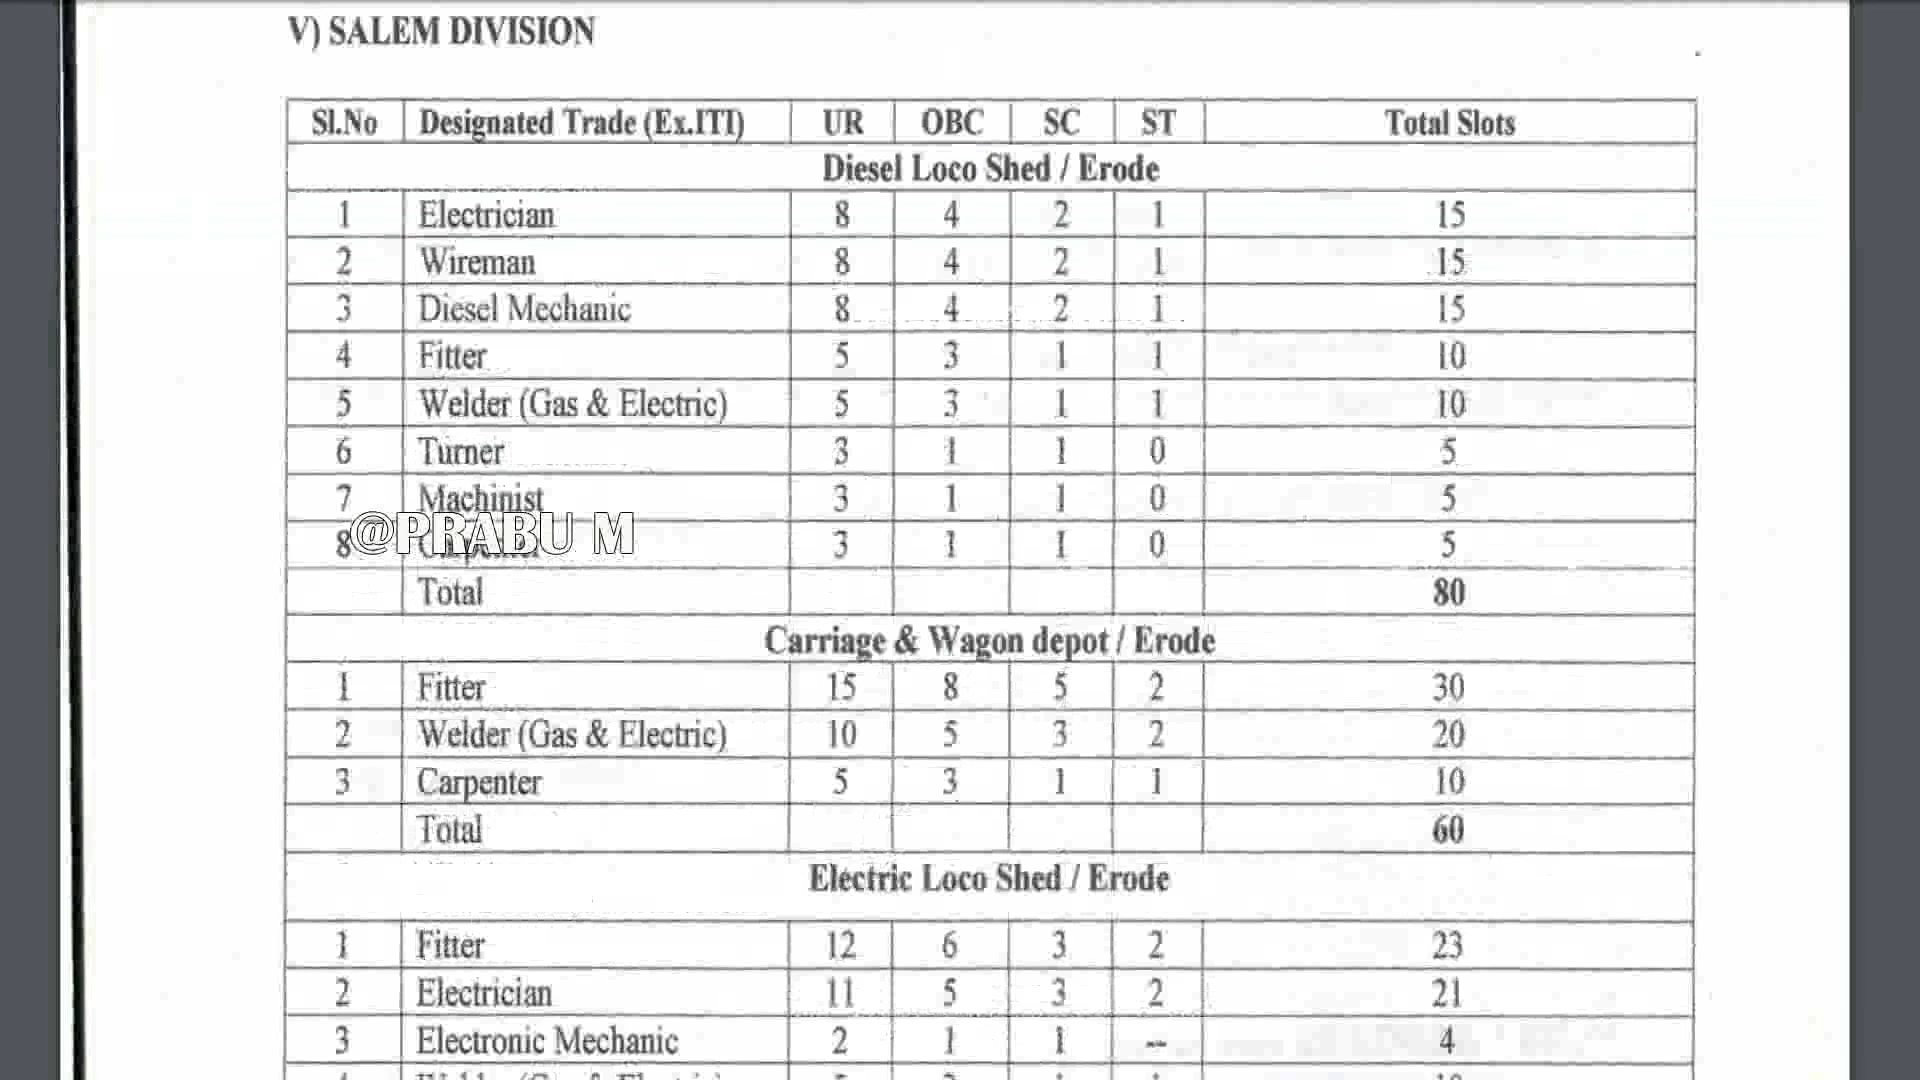 V) SALEM DIVISION
Sl.No Designated Trade (Ex.ITI) UR OBC SC ST Total Slots
Diesel Loco Shed / Erode
1 Electrician 8 4 2 1 15
2 Wireman 8 4 2 1 15
3 Diesel Mechanic 8 4 2 1 15
4 Fitter 5 3 1 1 10
5 Welder (Gas & Electric) 5 3 1 1 10
6 Turner 3 1 1 0 5
7 Machinist 3 1 1 0 5
@PRABU M
8 3 1 1 0 5
Total 80
Carriage & Wagon depot / Erode
1 Fitter 15 8 5 2 30
2 Welder (Gas & Electric) 10 5 3 2 20
3 Carpenter 5 3 1 1 10
Total 60
Electric Loco Shed / Erode
1 Fitter 12 6 3 2 23
2 Electrician 11 5 3 2 21
3 Electronic Mechanic 2 1 1 -- 4